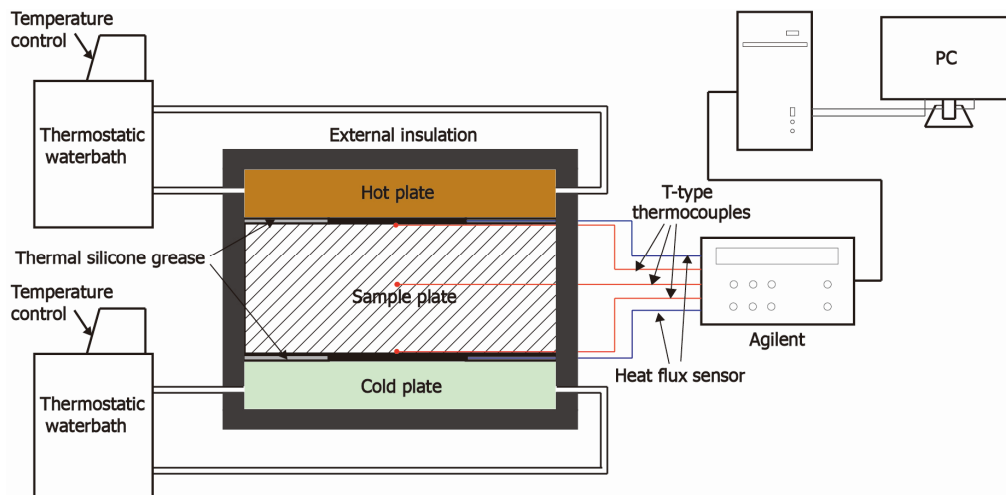 Temperature
control
Thermostatic
waterbath
External insulation
Hot plate
PC
T-type
thermocouples
Thermal silicone grease
Sample plate
Temperature
control
Agilent
Heat flux sensor
Cold plate
Thermostatic
waterbath